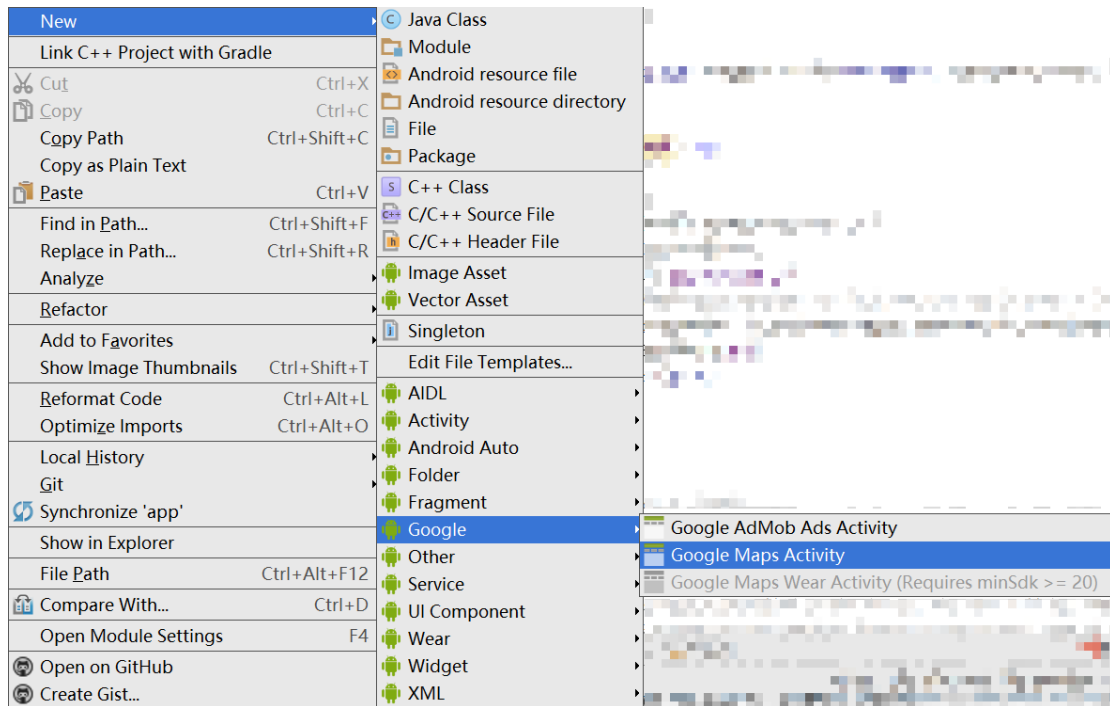 New
Link C++ Project with Gradle
Cut Ctrl+X
Copy Ctrl+C
Copy Path Ctrl+Shift+C
Copy as Plain Text
Paste Ctrl+V
Find in Path... Ctrl+Shift+F
Replace in Path... Ctrl+Shift+R
Analyze
Refactor
Add to Favorites
Show Image Thumbnails Ctrl+Shift+T
Reformat Code Ctrl+Alt+L
Optimize Imports Ctrl+Alt+O
Local History
Git
Synchronize 'app'
Show in Explorer
File Path Ctrl+Alt+F12
Compare With... Ctrl+D
Open Module Settings F4
Open on GitHub
Create Gist...
Java Class
Module
Android resource file
Android resource directory
File
Package
C++ Class
C/C++ Source File
C/C++ Header File
Image Asset
Vector Asset
Singleton
Edit File Templates...
AIDL
Activity
Android Auto
Folder
Fragment
Google
Other
Service
UI Component
Wear
Widget
XML
Google AdMob Ads Activity
Google Maps Activity
Google Maps Wear Activity (Requires minSdk >= 20)